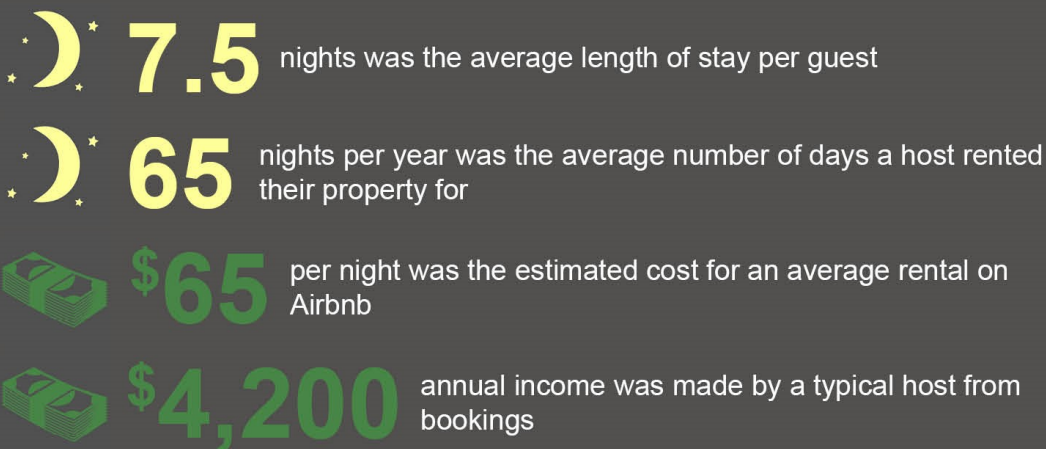 7.5 nights was the average length of stay per guest
65 nights per year was the average number of days a host rented
their property for
$65 per night was the estimated cost for an average rental on
Airbnb
$4,200 annual income was made by a typical host from
bookings